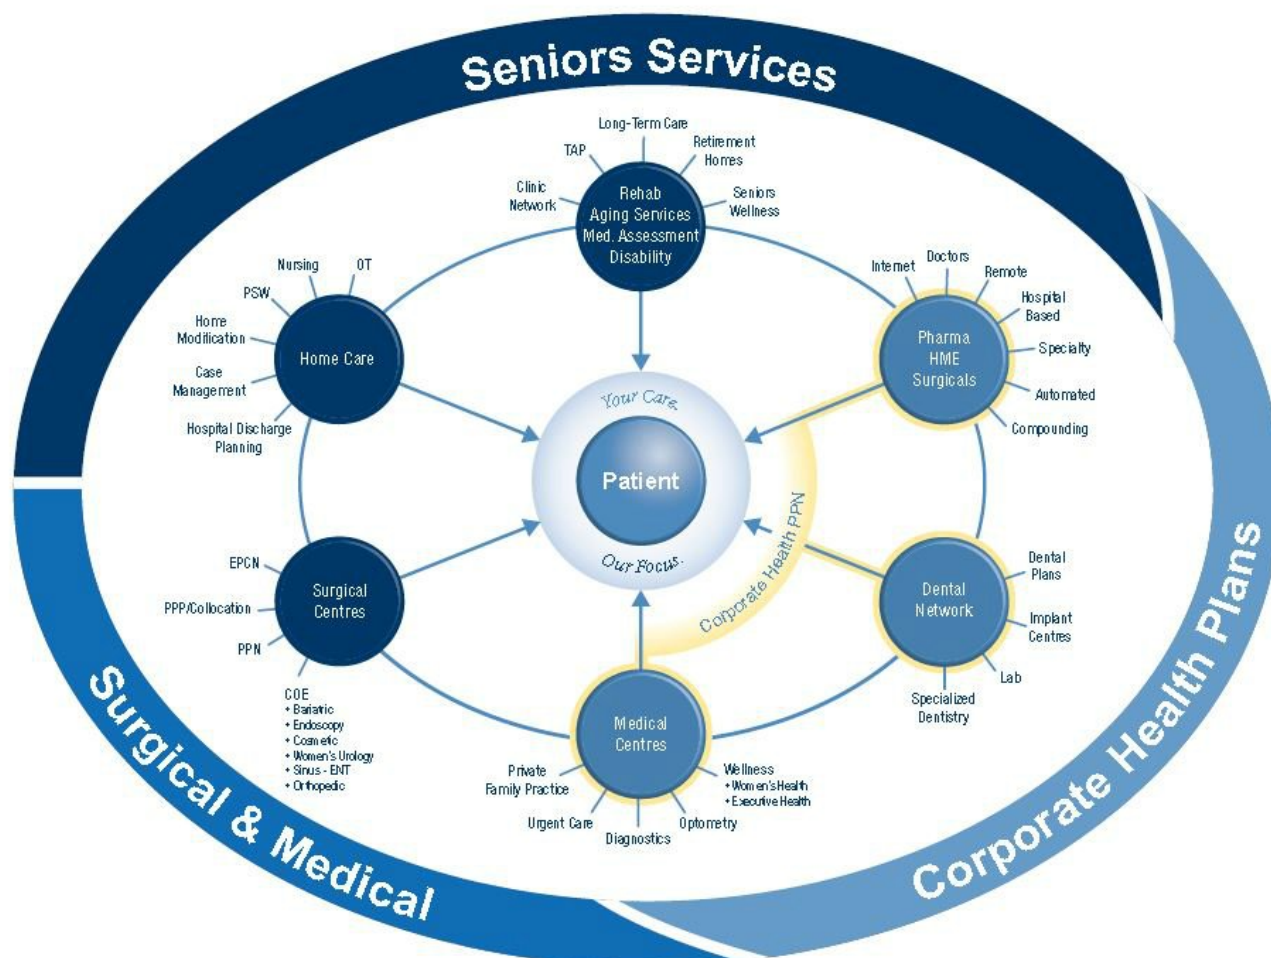 Seniors Services
Long-Term Care
TAP
Retirement
Homes
Clinic
Network
Seniors
Wellness
Rehab
Aging Services
Med. Assessment
Disability
Nursing
OT
PSW
Home
Modification
Case
Management
Hospital Discharge
Planning
Home Care
Internet
Doctors
Remote
Hospital
Based
Specialty
Automated
Compounding
Pharma
HME
Surgicals
Your Care.
Patient
Our Focus.
Corporate Health PPN
EPCN
PPP/Collocation
PPN
COE
• Bariatric
• Endoscopy
• Cosmetic
• Women's Urology
• Sinus - ENT
• Orthopedic
Surgical
Centres
Dental
Network
Dental
Plans
Implant
Centres
Lab
Specialized
Dentistry
Medical
Centres
Private
Family Practice
Urgent Care
Diagnostics
Optometry
Wellness
• Women's Health
• Executive Health
Surgical & Medical
Corporate Health Plans